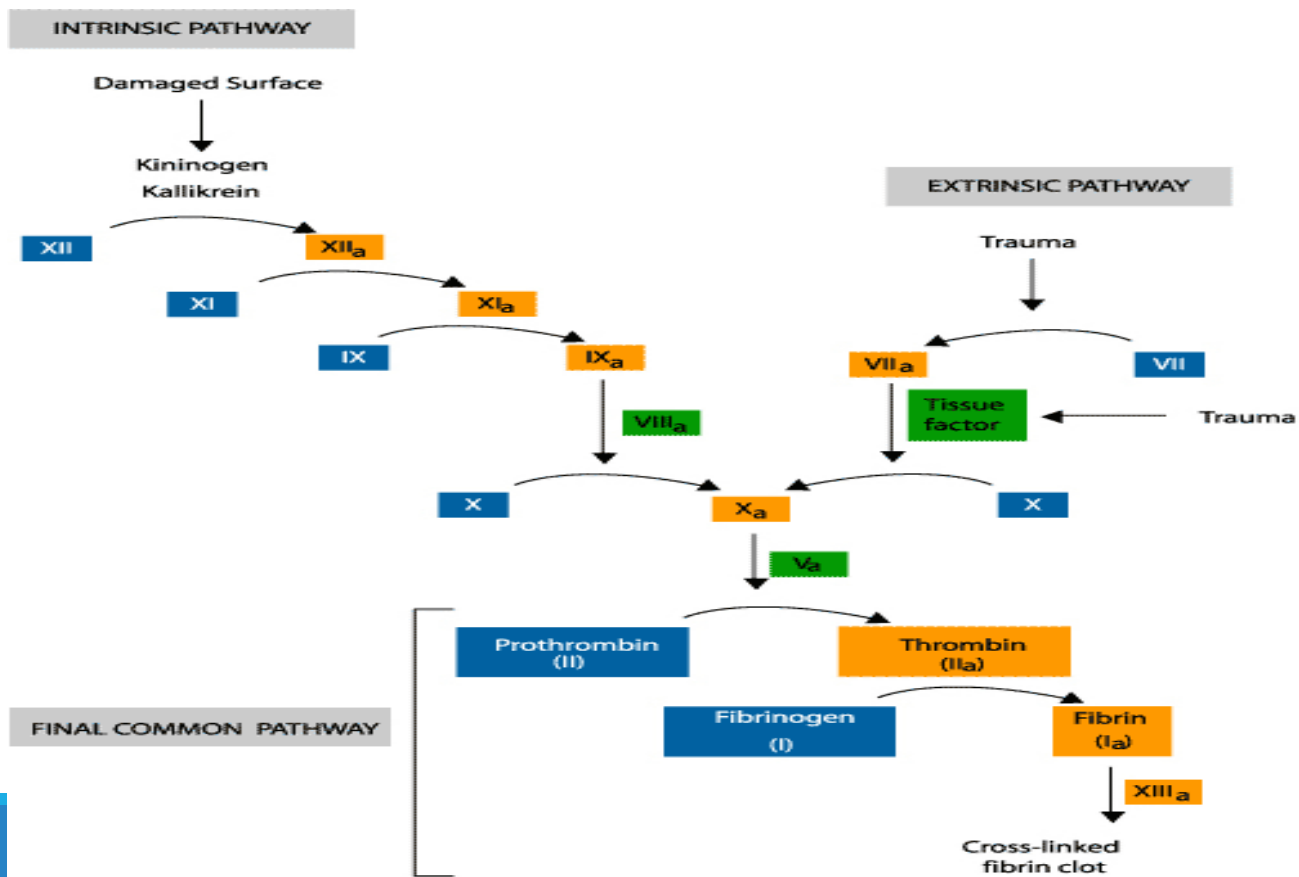 INTRINSIC PATHWAY
Damaged Surface
Kininogen
Kallikrein
EXTRINSIC PATHWAY
Trauma
XII
XIIa
XI
XIa
IX
IXa
VIIa
VII
VIIIa
Tissue
factor
Trauma
X
Xa
X
Va
Prothrombin
(II)
Thrombin
(IIa)
FINAL COMMON PATHWAY
Fibrinogen
(I)
Fibrin
(Ia)
XIIIa
Cross-linked
fibrin clot